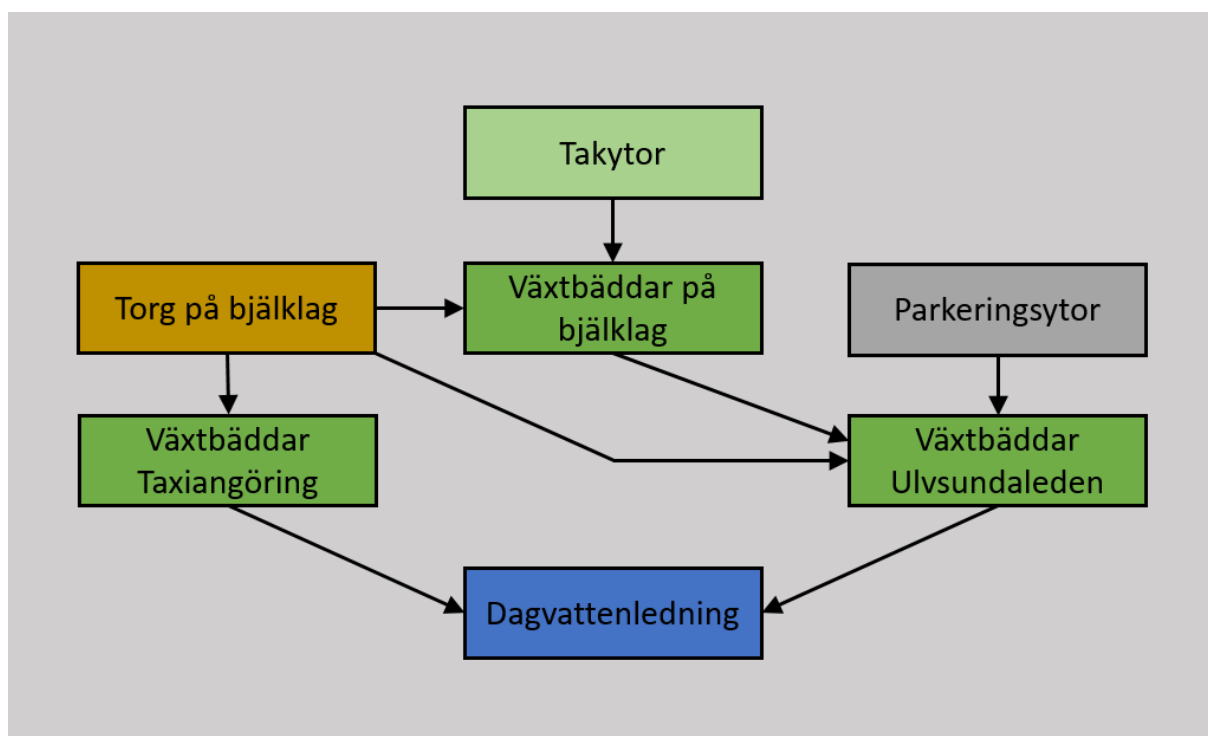 Takytor
Torg på bjälklag
Växtbäddar på
bjälklag
Parkeringsytor
Växtbäddar
Taxiangöring
Växtbäddar
Ulvsundaleden
Dagvattenledning